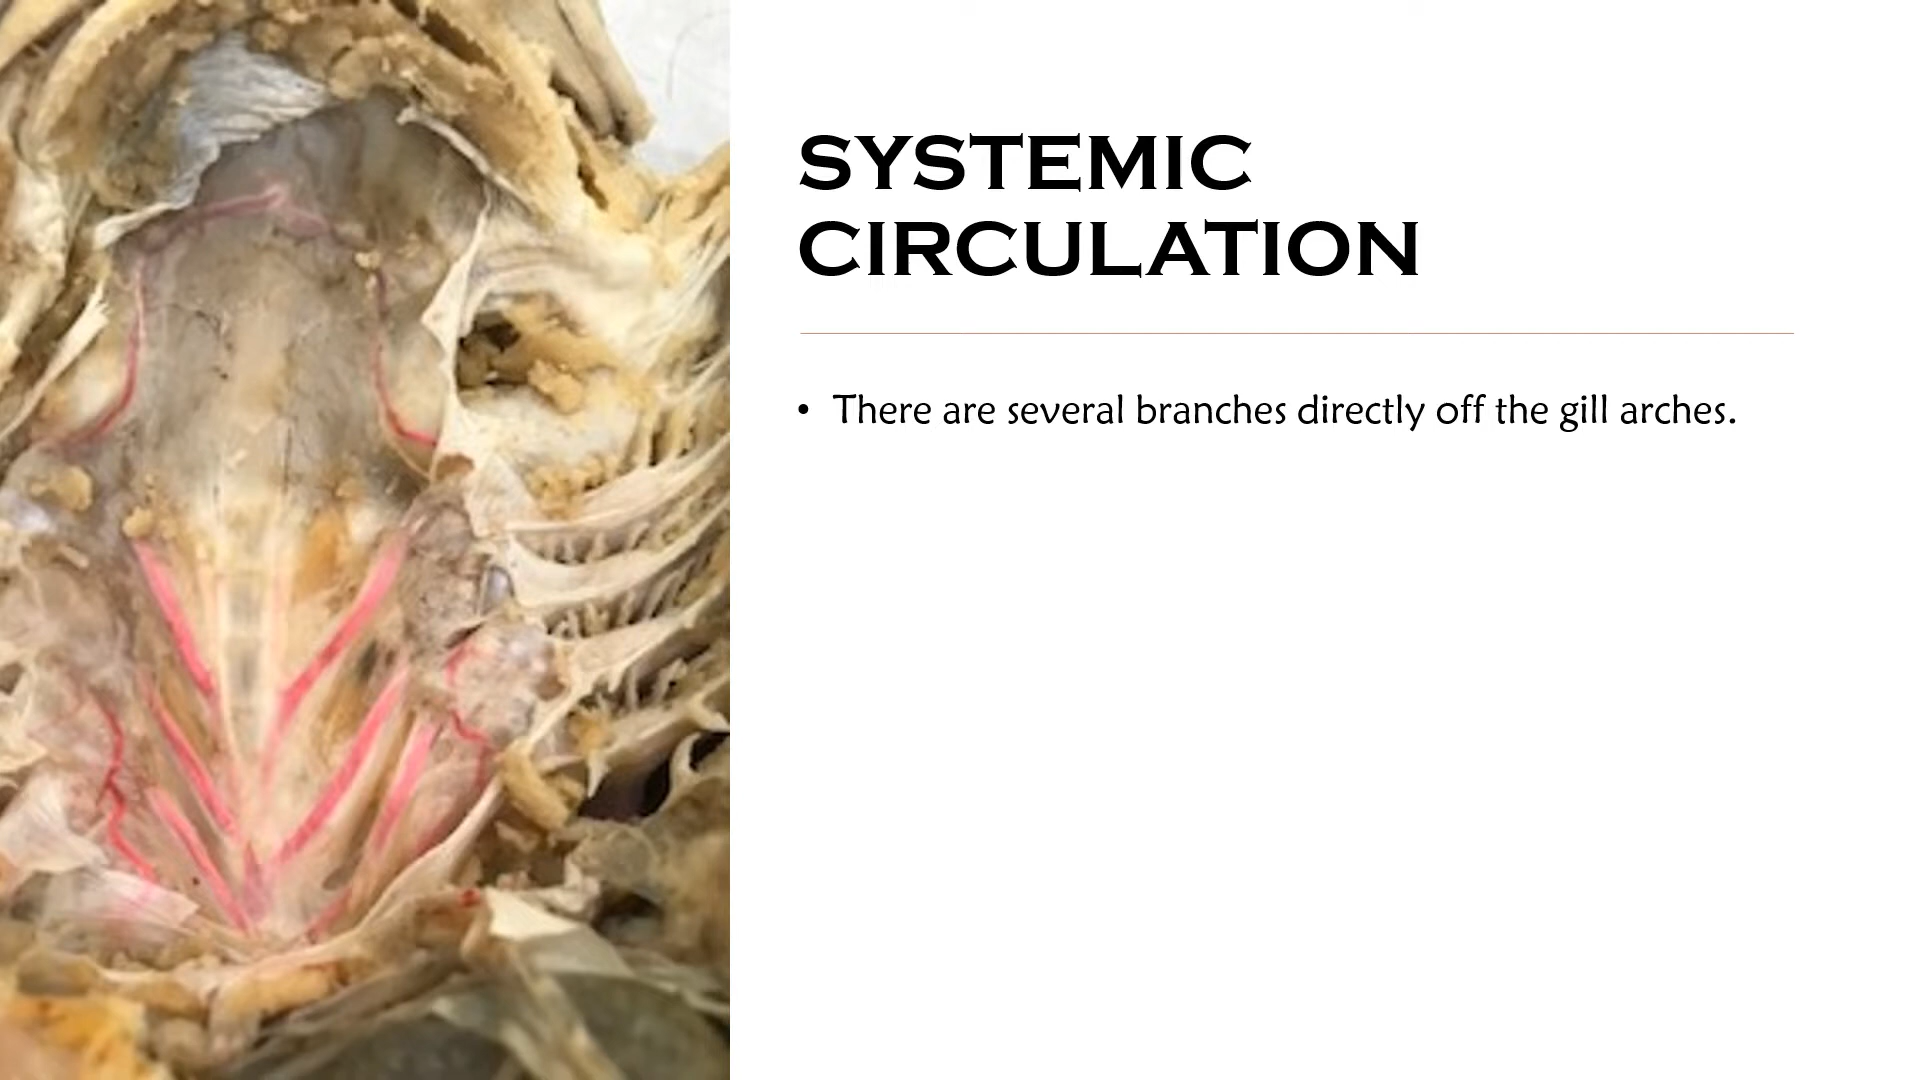 SYSTEMIC
CIRCULATION
• There are several branches directly off the gill arches.